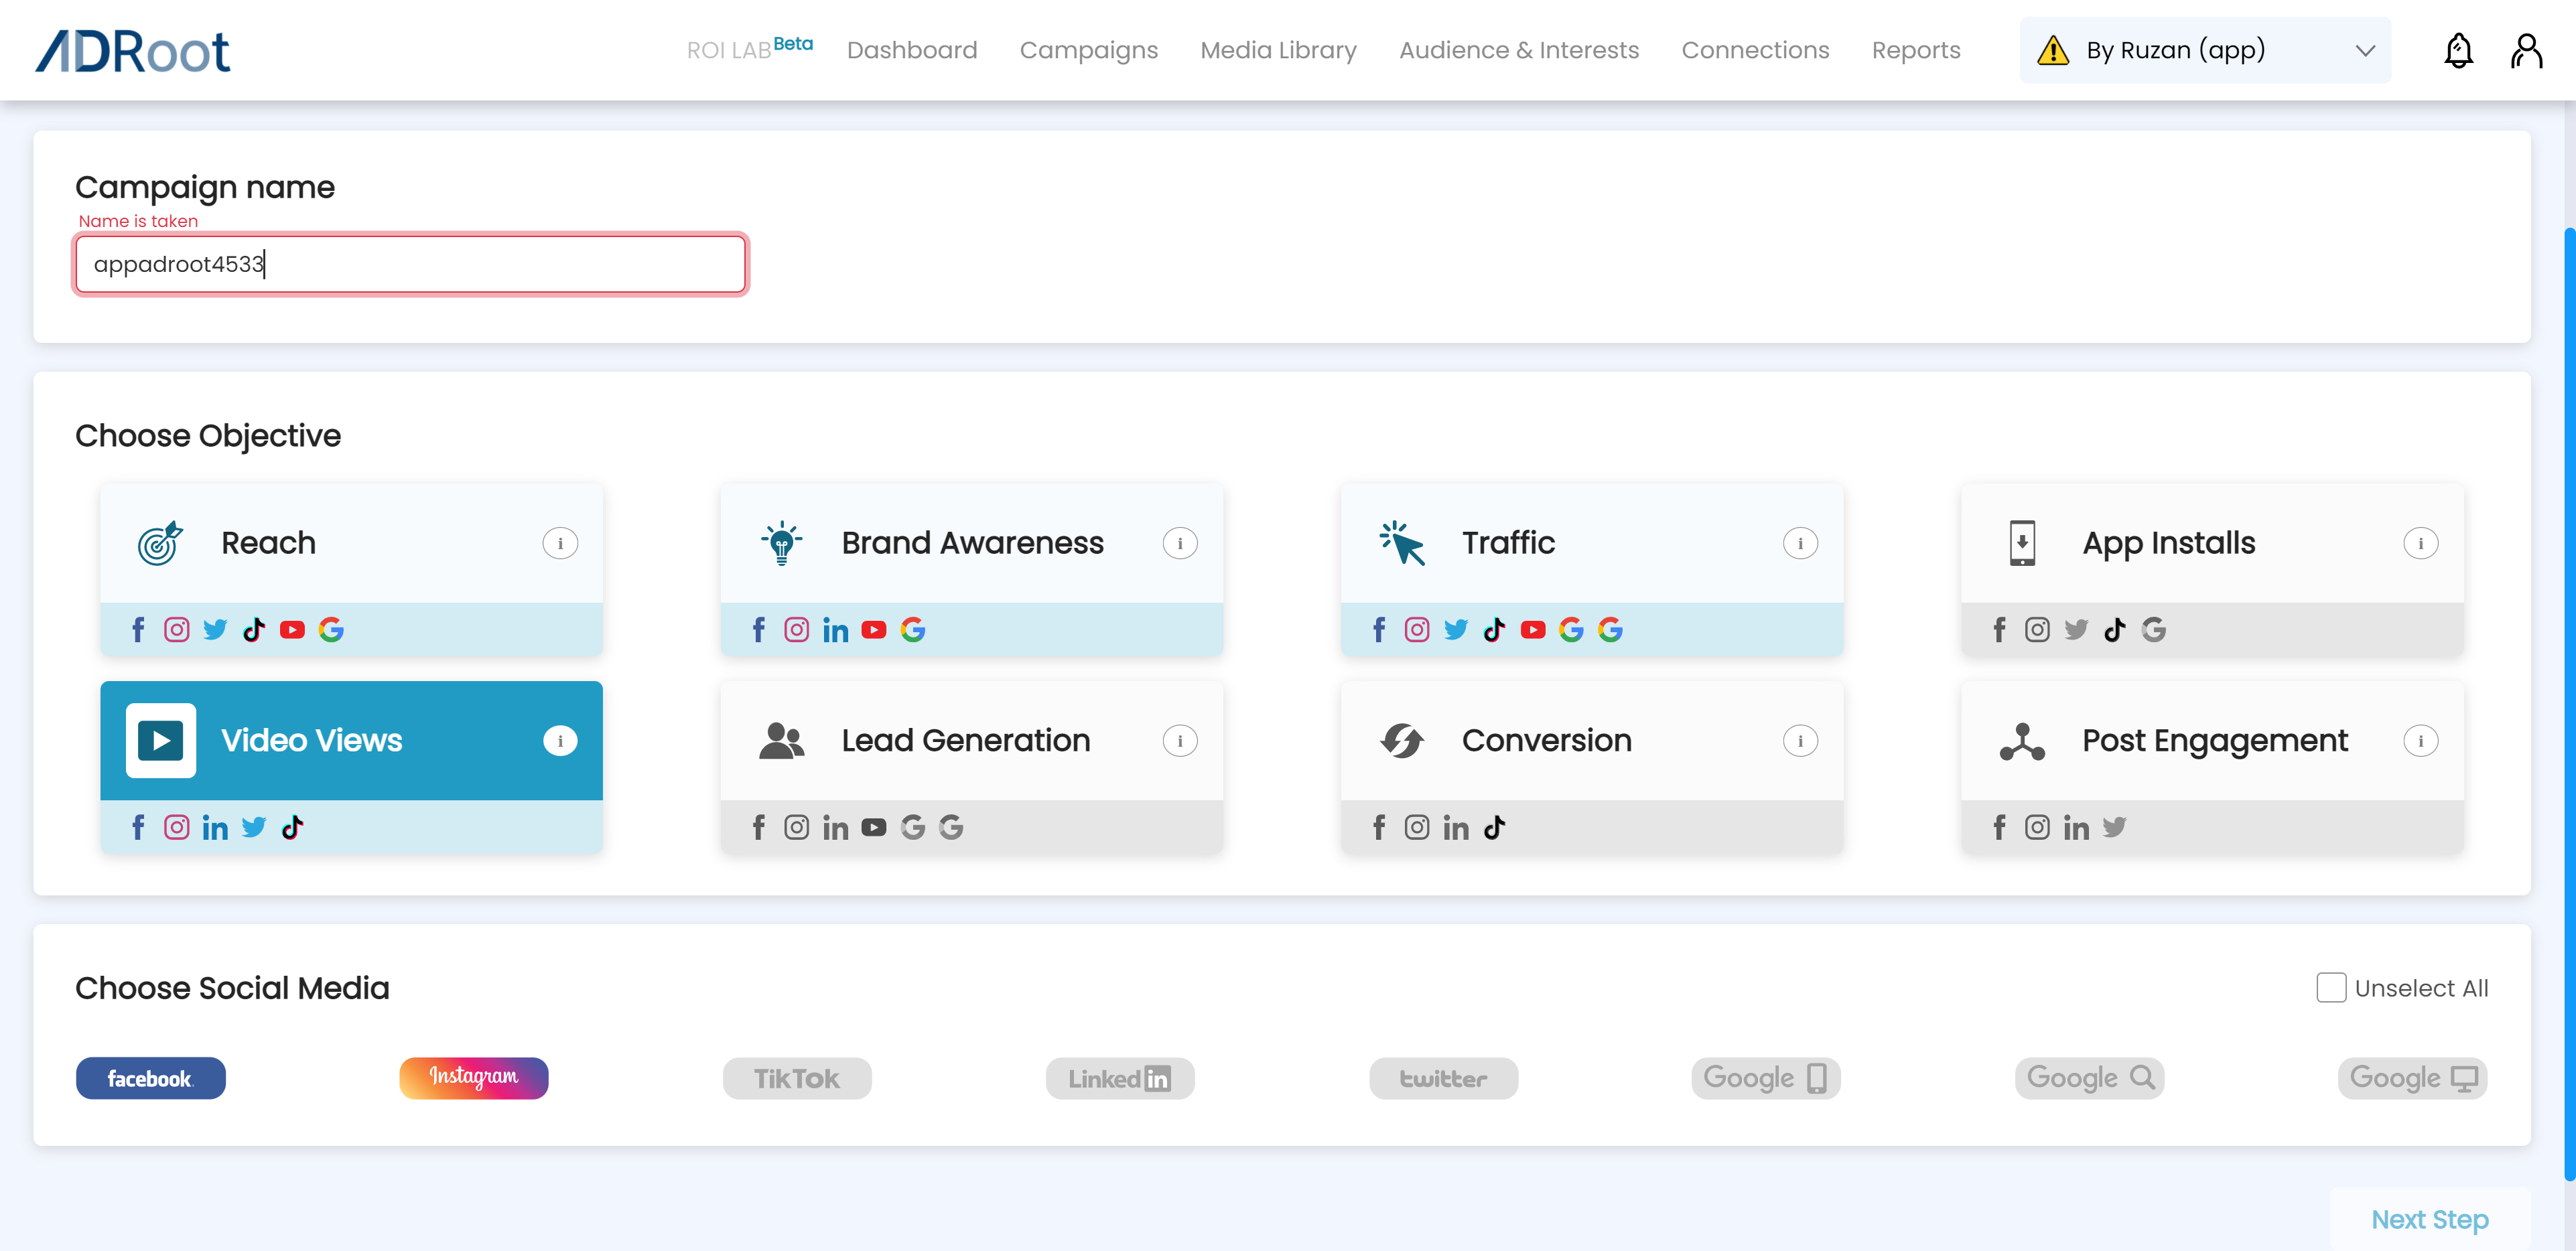 ADRoot
ROI LAB Beta
Dashboard
Campaigns
Media Library
Audience & Interests
Connections
Reports
By Ruzan (app)
Campaign name
Name is taken
appadroot4533
Choose Objective
Reach
Brand Awareness
Traffic
App Installs
Video Views
Lead Generation
Conversion
Post Engagement
Choose Social Media
Unselect All
facebook.
Instagram
TikTok
Linked in
twitter
Google
Google
Google
Next Step